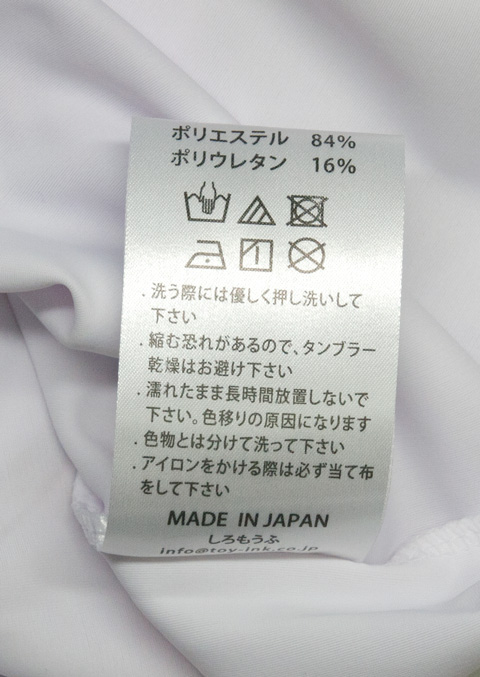 ポリエステル 84%
ポリウレタン 16%
. 洗う際には優しく押し洗いして
下さい
. 縮む恐れがあるので、タンブラー
乾燥はお避け下さい
. 濡れたまま長時間放置しないで
下さい。色移りの原因になります
. 色物とは分けて洗って下さい
. アイロンをかける際は必ず当て布
をして下さい
MADE IN JAPAN
しろもうふ
info@toy-ink.co.jp